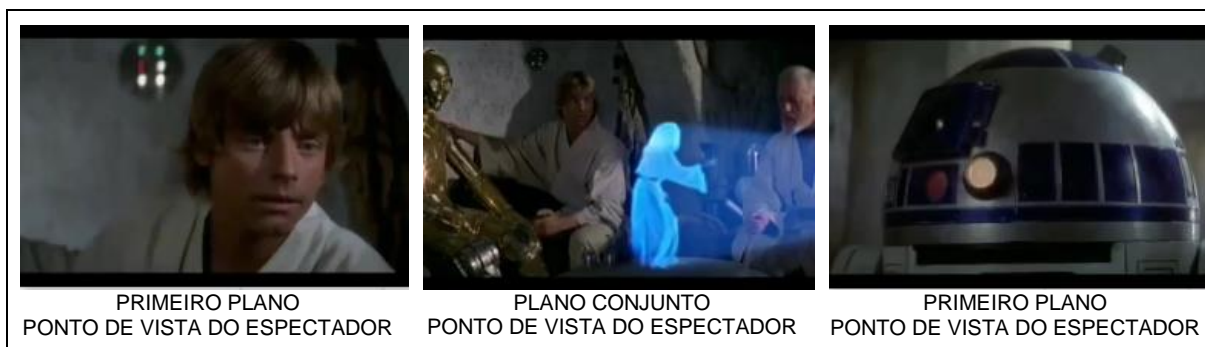 PRIMEIRO PLANO
PONTO DE VISTA DO ESPECTADOR
PLANO CONJUNTO
PONTO DE VISTA DO ESPECTADOR
PRIMEIRO PLANO
PONTO DE VISTA DO ESPECTADOR